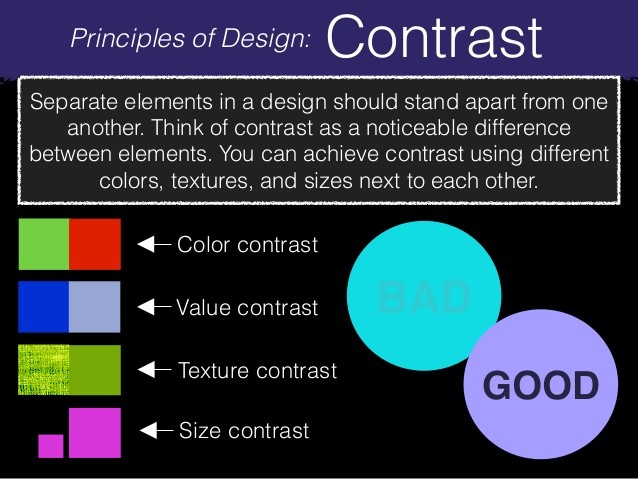 Principles of Design: Contrast
Separate elements in a design should stand apart from one
another. Think of contrast as a noticeable difference
between elements. You can achieve contrast using different
colors, textures, and sizes next to each other.
Color contrast
Value contrast
Texture contrast
Size contrast
BAD
GOOD